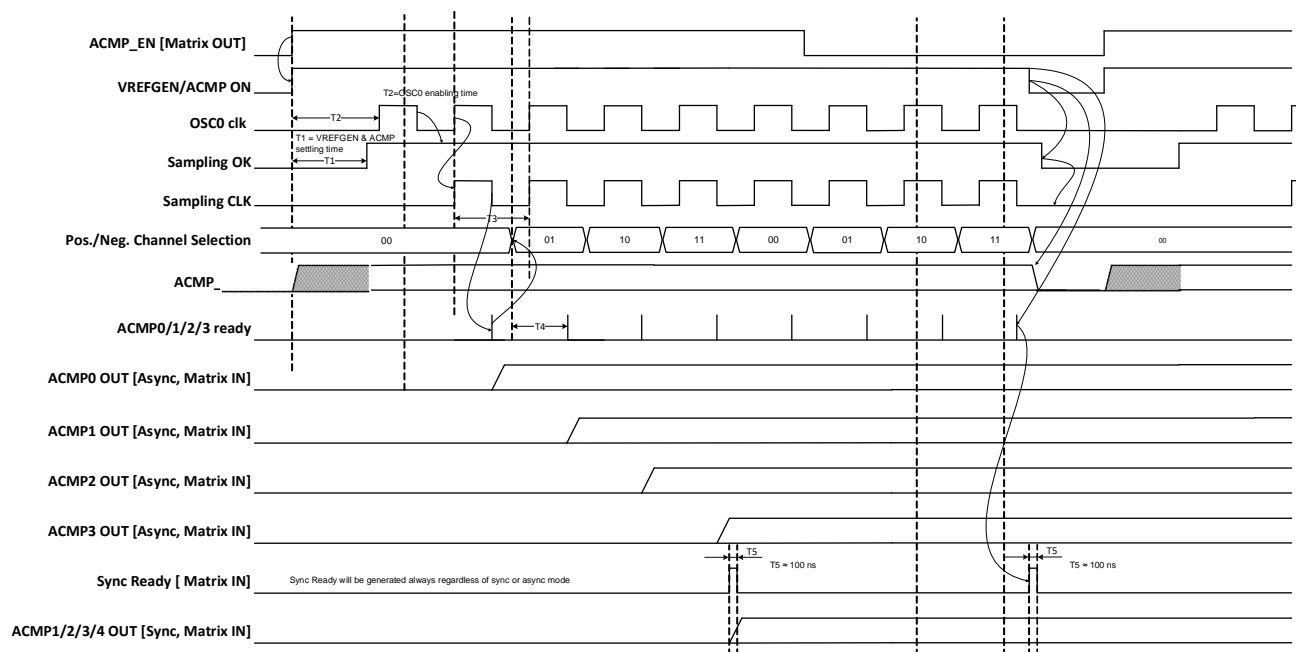 ACMP_EN [Matrix OUT]
VREFGEN/ACMP ON
T2=OSC0 enabling time
OSC0 clk
T2
T1 = VREFGEN & ACMP
settling time
Sampling OK
T1
Sampling CLK
T3
Pos./Neg. Channel Selection
00 01 10 11 00 01 10 11 00
ACMP_
ACMP0/1/2/3 ready
T4
ACMP0 OUT [Async, Matrix IN]
ACMP1 OUT [Async, Matrix IN]
ACMP2 OUT [Async, Matrix IN]
ACMP3 OUT [Async, Matrix IN]
T5 T5
T5 ≈ 100 ns T5 ≈ 100 ns
Sync Ready [ Matrix IN]
Sync Ready will be generated always regardless of sync or async mode
ACMP1/2/3/4 OUT [Sync, Matrix IN]